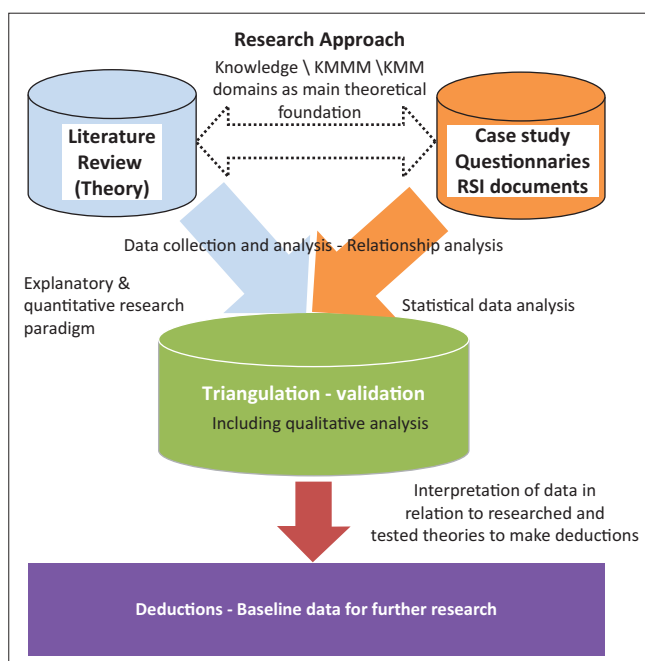 Research Approach
Knowledge \ KMMM \KMM
domains as main theoretical
foundation
Literature
Review
(Theory)
Case study
Questionnaries
RSI documents
Data collection and analysis - Relationship analysis
Explanatory &
quantitative research
paradigm
Statistical data analysis
Triangulation - validation
Including qualitative analysis
Interpretation of data in
relation to researched and
tested theories to make deductions
Deductions - Baseline data for further research